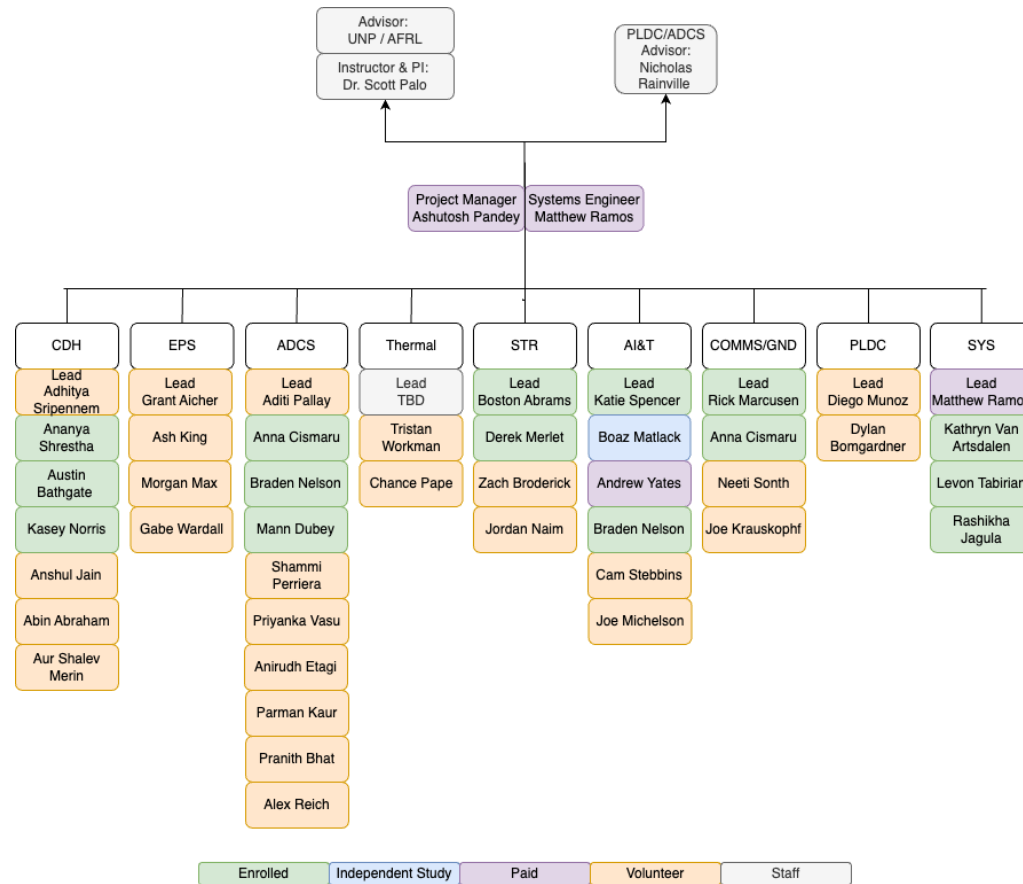 Advisor:
UNP / AFRL
Instructor & PI:
Dr. Scott Palo
PLDC/ADCS
Advisor:
Nicholas
Rainville
Project Manager
Ashutosh Pandey
Systems Engineer
Matthew Ramos
CDH
Lead
Adhitya
Sripennem
Ananya
Shrestha
Austin
Bathgate
Kasey Norris
Anshul Jain
Abin Abraham
Aur Shalev
Merin
EPS
Lead
Grant Aicher
Ash King
Morgan Max
Gabe Wardall
ADCS
Lead
Aditi Pallay
Anna Cismaru
Braden Nelson
Mann Dubey
Shammi
Perriera
Priyanka Vasu
Anirudh Etagi
Parman Kaur
Pranith Bhat
Alex Reich
Thermal
Lead
TBD
Tristan
Workman
Chance Pape
STR
Lead
Boston Abrams
Derek Merlet
Zach Broderick
Jordan Naim
AI&T
Lead
Katie Spencer
Boaz Matlack
Andrew Yates
Braden Nelson
Cam Stebbins
Joe Michelson
COMMS/GND
Lead
Rick Marcusen
Anna Cismaru
Neeti Sonth
Joe Krauskophf
PLDC
Lead
Diego Munoz
Dylan
Bomgardner
SYS
Lead
Matthew Ramos
Kathryn Van
Artsdalen
Levon Tabirian
Rashikha
Jagula
Enrolled
Independent Study
Paid
Volunteer
Staff